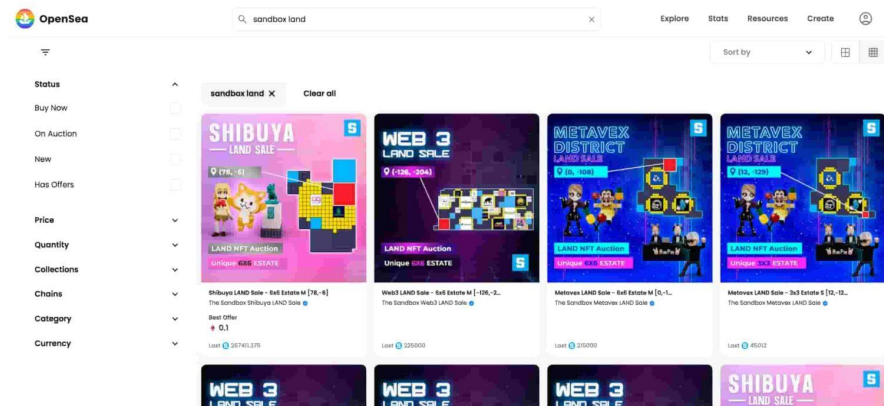 OpenSea
sandbox land
Explore Stats Resources Create
Sort by
Status
Buy Now
On Auction
New
Has Offers
Price
Quantity
Collections
Chains
Category
Currency
sandbox land Clear all
SHIBUYA
LAND SALE
(78, -6)
LAND NFT Auction
Unique 6X6 ESTATE
Shibuya LAND Sale - 6x6 Estate M [78,-6]
The Sandbox Shibuya LAND Sale
Best Offer
0.1
Last 267411.375
WEB 3
LAND SALE
(-126, -204)
LAND NFT Auction
Unique 6X6 ESTATE
Web3 LAND Sale - 6x6 Estate M [-126,-2...
The Sandbox Web3 LAND Sale
Last 225000
METAVEX
DISTRICT
LAND SALE
(0, -108)
LAND NFT Auction
Unique 6X6 ESTATE
Metavex LAND Sale - 6x6 Estate M [0,-1...
The Sandbox Metavex LAND Sale
Last 215000
METAVEX
DISTRICT
LAND SALE
(12, -129)
LAND NFT Auction
Unique 3X3 ESTATE
Metavex LAND Sale - 3x3 Estate S [12,-12...
The Sandbox Metavex LAND Sale
Last 45012
WEB 3
LAND SALE
WEB 3
LAND SALE
WEB 3
LAND SALE
SHIBUYA
LAND SALE